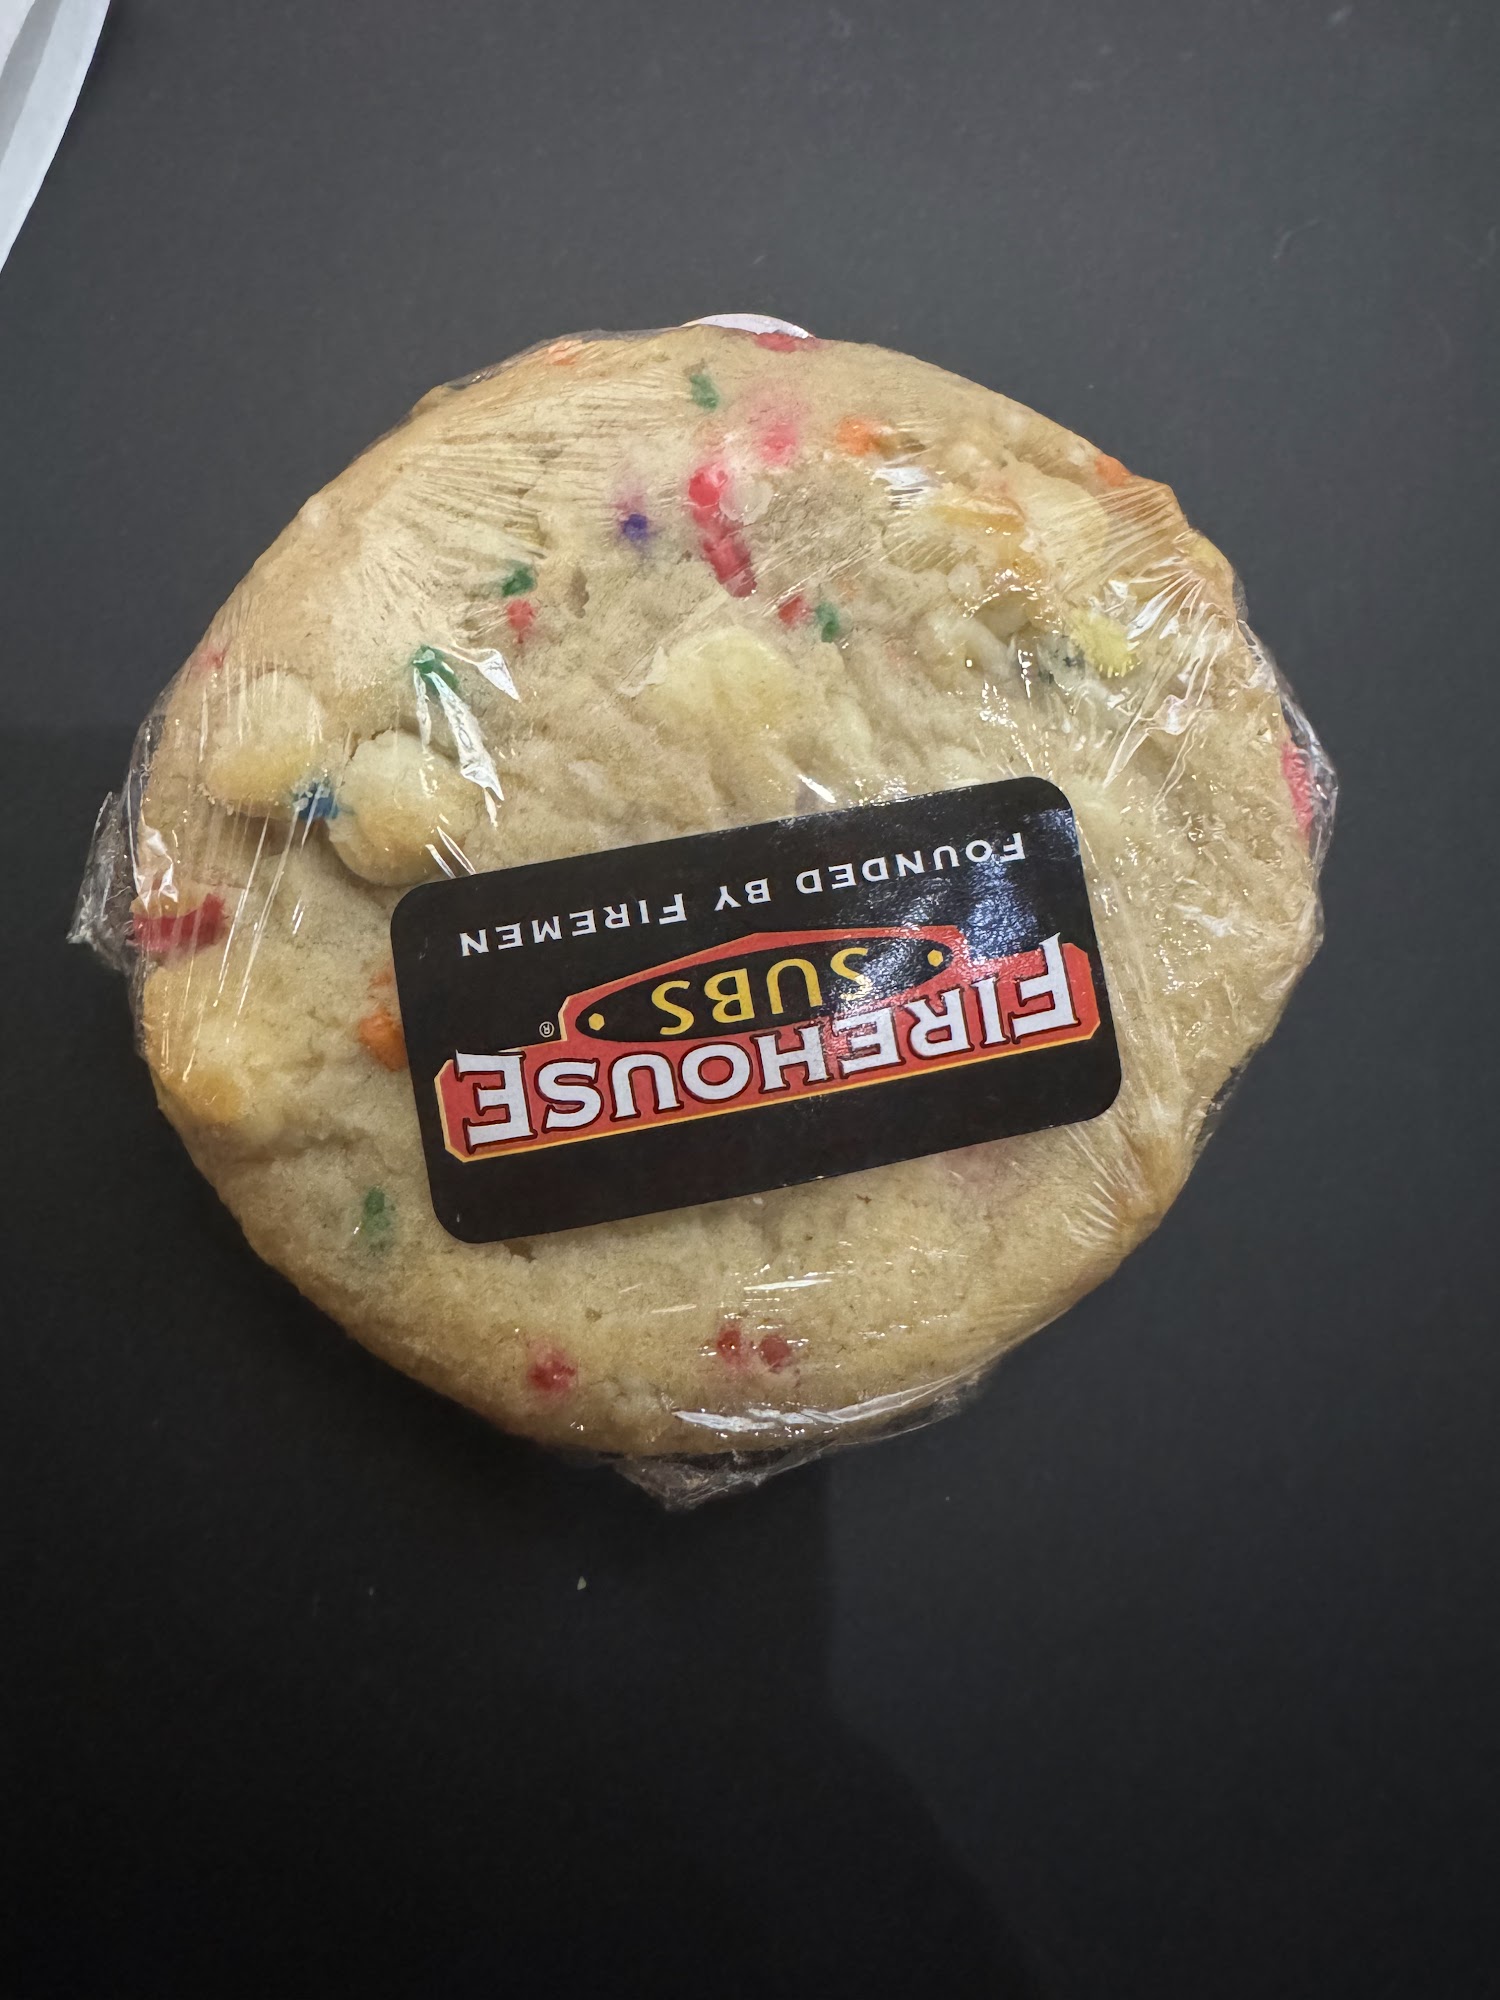 FIREHOUSE
SUBS
®
FOUNDED BY FIREMEN